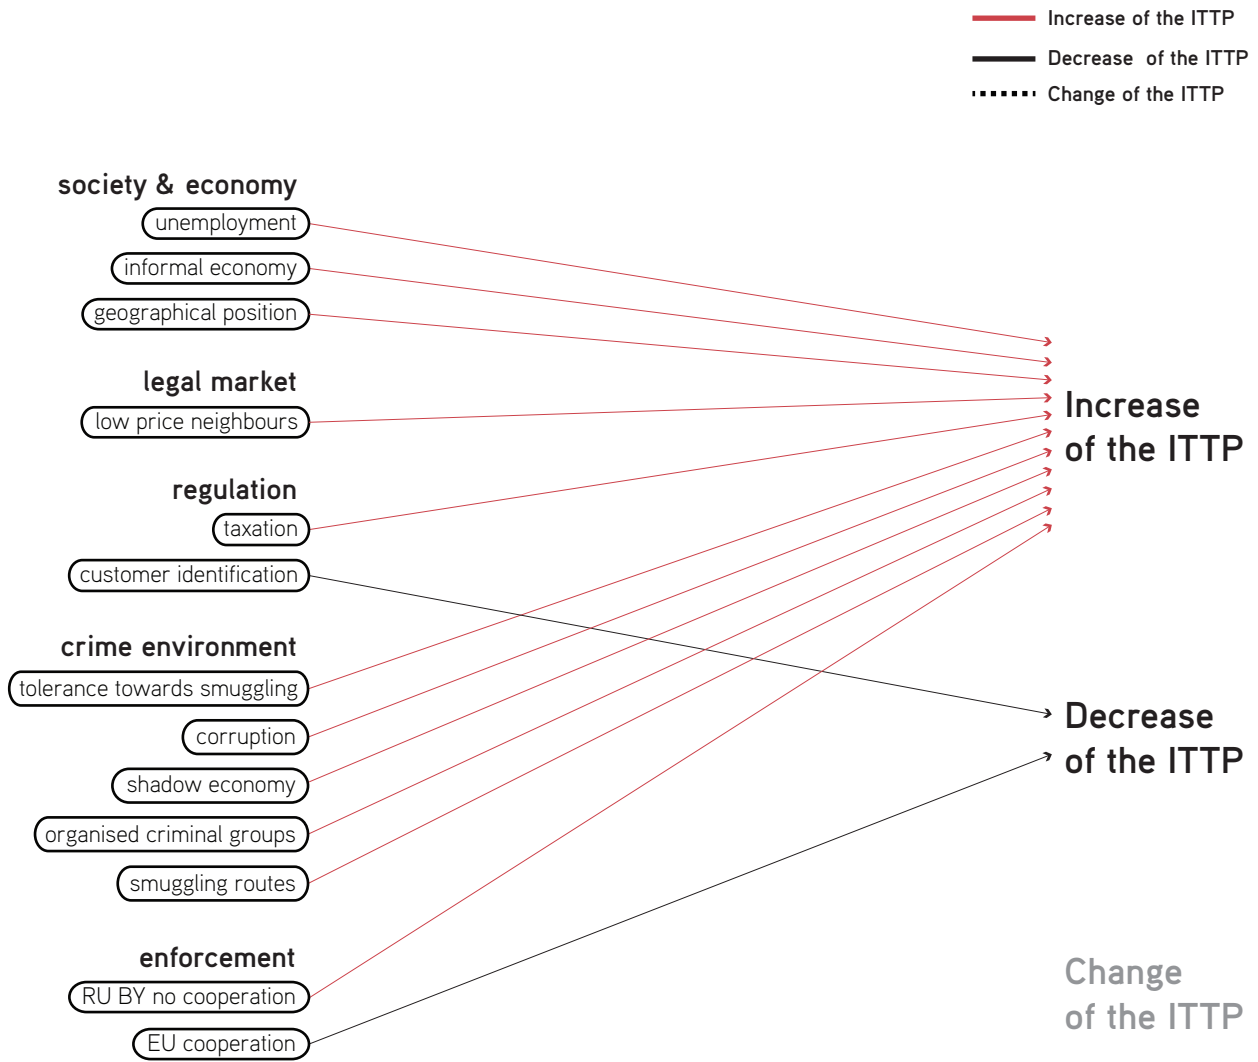 Increase of the ITTP
Decrease of the ITTP
Change of the ITTP
society & economy
unemployment
informal economy
geographical position
legal market
low price neighbours
regulation
taxation
customer identification
crime environment
tolerance towards smuggling
corruption
shadow economy
organised criminal groups
smuggling routes
enforcement
RU BY no cooperation
EU cooperation
Increase
of the ITTP
Decrease
of the ITTP
Change
of the ITTP